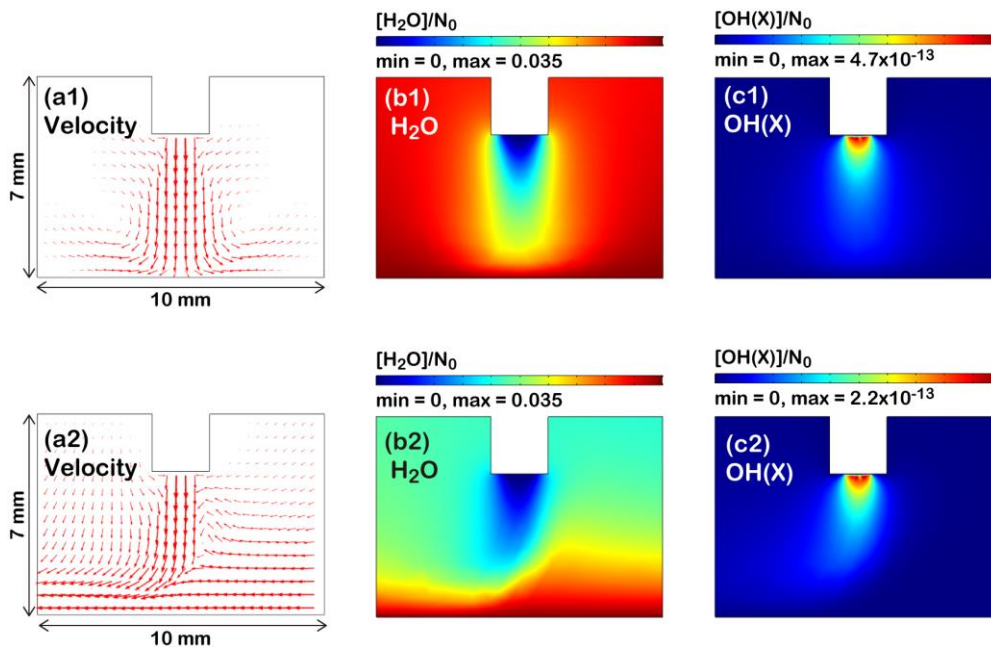 [H₂O]/N₀
min = 0, max = 0.035
[OH(X)]/N₀
min = 0, max = 4.7x10⁻¹³
(a1)
Velocity
(b1)
H₂O
(c1)
OH(X)
7 mm
10 mm
[H₂O]/N₀
min = 0, max = 0.035
[OH(X)]/N₀
min = 0, max = 2.2x10⁻¹³
(a2)
Velocity
(b2)
H₂O
(c2)
OH(X)
7 mm
10 mm